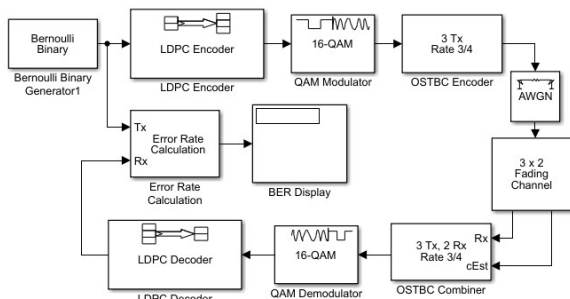 Bernoulli
Binary
Bernoulli Binary
Generator1
LDPC Encoder
LDPC Encoder
16-QAM
QAM Modulator
3 Tx
Rate 3/4
OSTBC Encoder
AWGN
3 x 2
Fading
Channel
Rx
cEst
3 Tx, 2 Rx
Rate 3/4
OSTBC Combiner
16-QAM
QAM Demodulator
LDPC Decoder
LDPC Decoder
Tx
Rx
Error Rate
Calculation
Error Rate
Calculation
BER Display